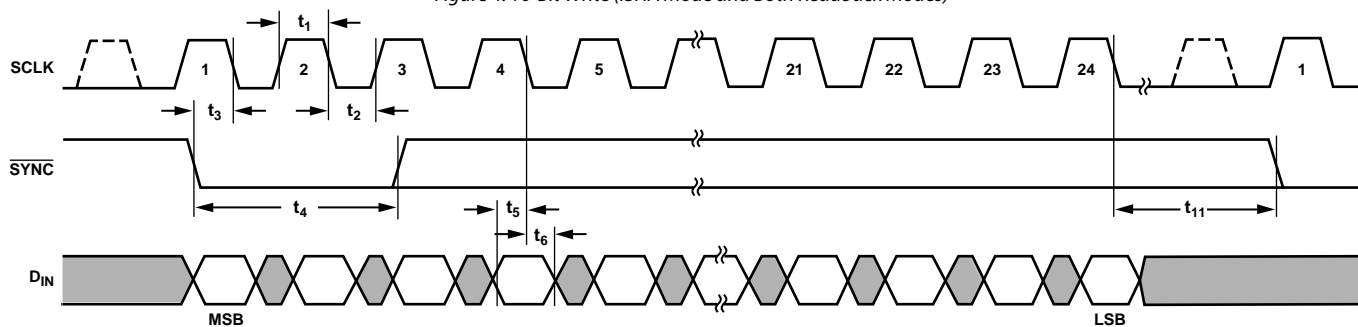 t1
SCLK 1 2 3 4 5 21 22 23 24 1
t3 t2
SYNC
t4 t5 t11
t6
DIN
MSB LSB